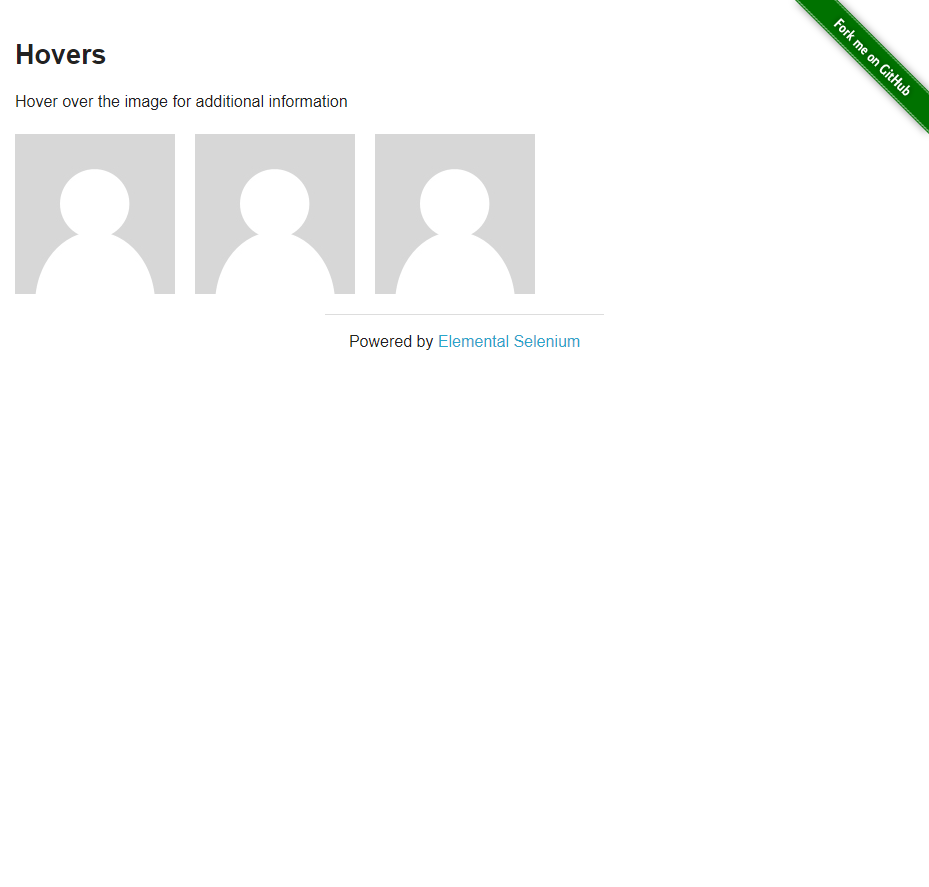 Fork me on GitHub
Hovers
Hover over the image for additional information
Powered by Elemental Selenium